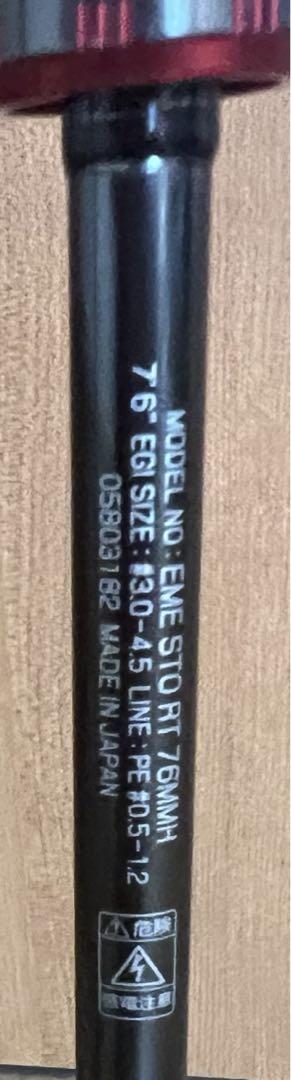 MODEL NO: EME STO RT 76MMH
7'6" EGI SIZE: #3.0-4.5 LINE: PE #0.5-1.2
05803162 MADE IN JAPAN
危険
感電注意